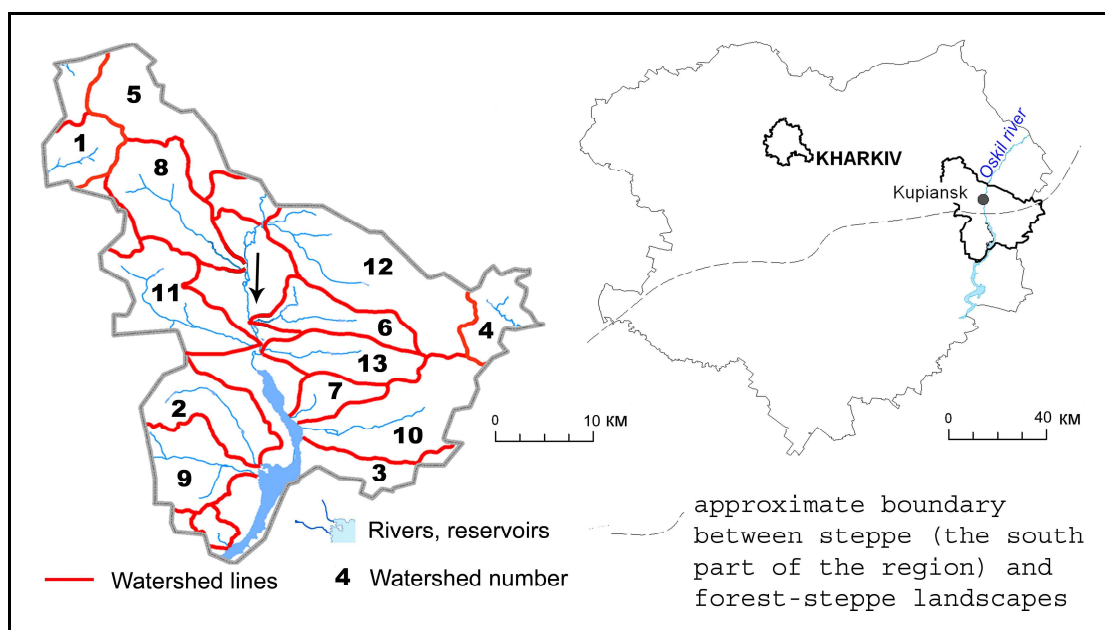 5
1
8
12
11
4
6
13
7
2
10
3
9
0 10 КМ
Rivers, reservoirs
Watershed lines
4 Watershed number
Oskil river
KHARKIV
Kupiansk
0 40 КМ
approximate boundary
between steppe (the south
part of the region) and
forest-steppe landscapes